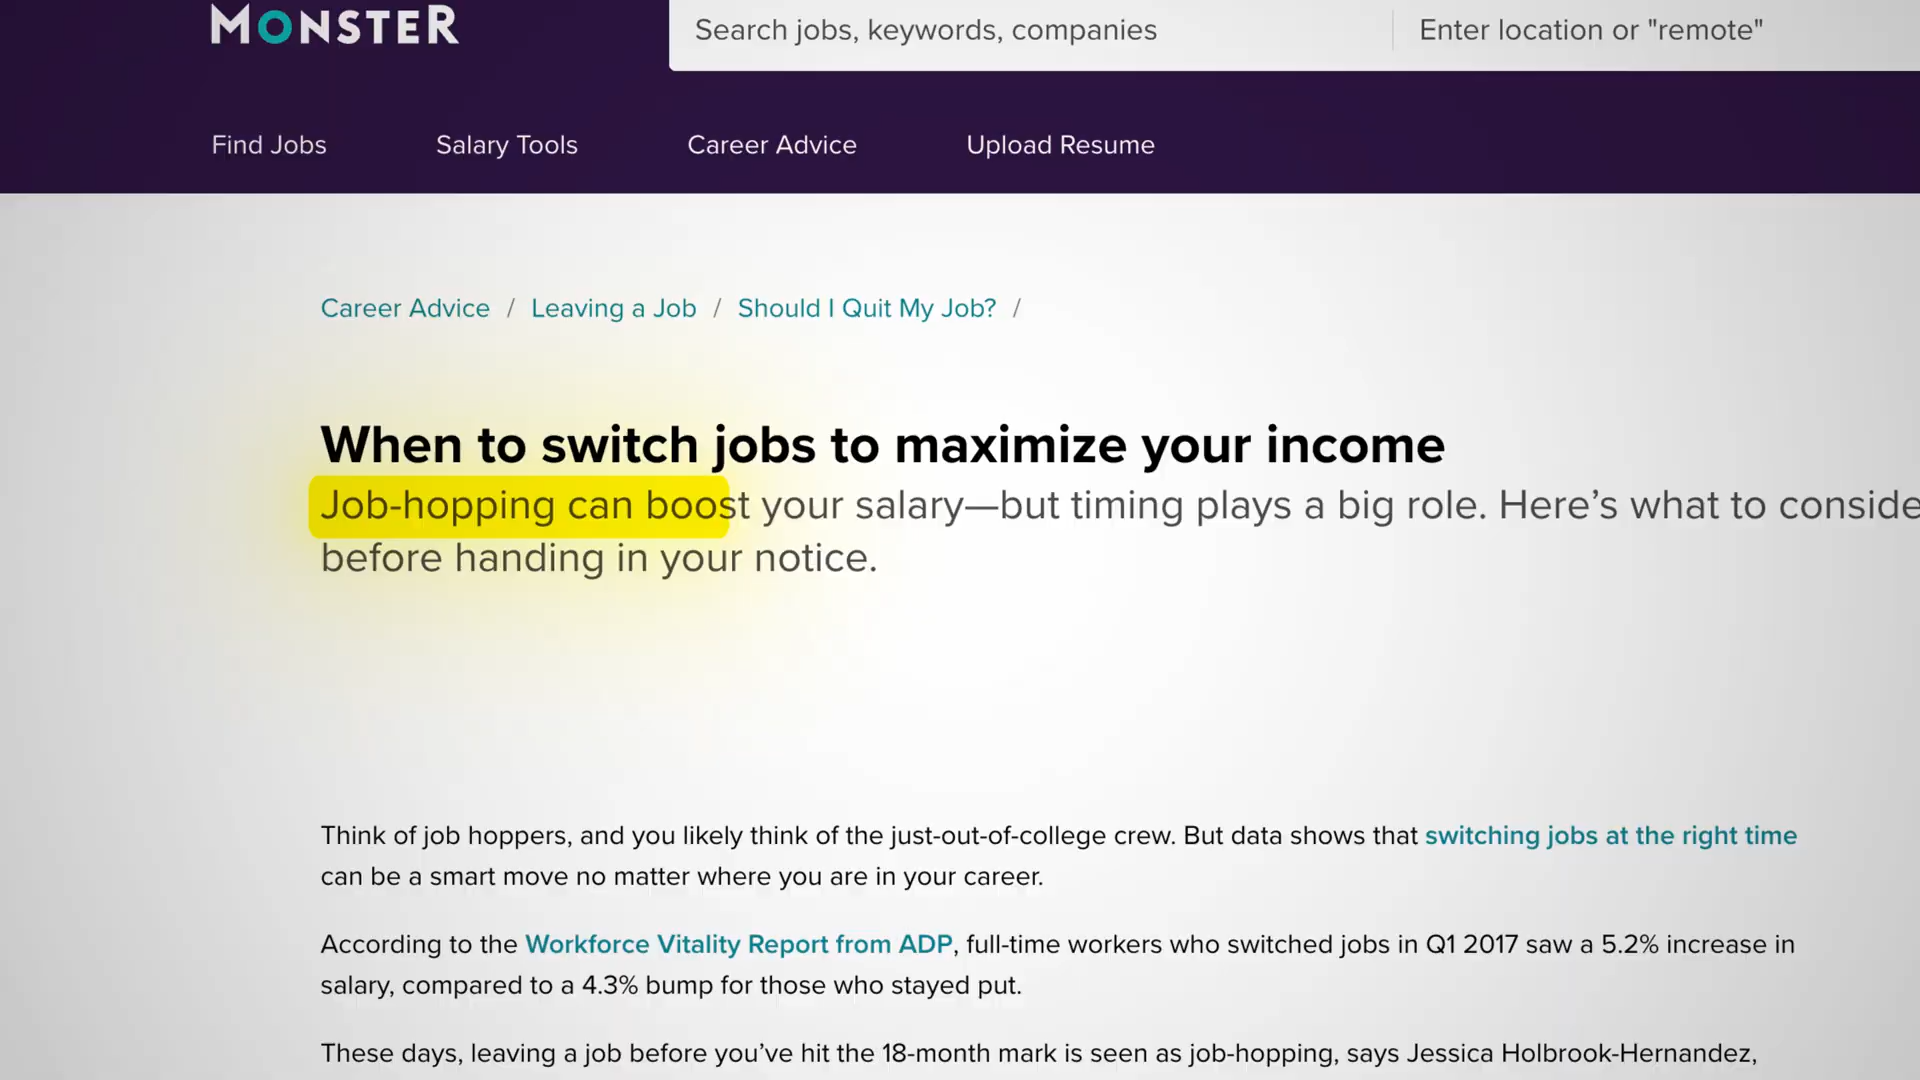 MONSTER
Search jobs, keywords, companies
Enter location or "remote"
Find Jobs
Salary Tools
Career Advice
Upload Resume
Career Advice / Leaving a Job / Should I Quit My Job? /
When to switch jobs to maximize your income
Job-hopping can boost your salary—but timing plays a big role. Here’s what to conside
before handing in your notice.
Think of job hoppers, and you likely think of the just-out-of-college crew. But data shows that switching jobs at the right time
can be a smart move no matter where you are in your career.
According to the Workforce Vitality Report from ADP, full-time workers who switched jobs in Q1 2017 saw a 5.2% increase in
salary, compared to a 4.3% bump for those who stayed put.
These days, leaving a job before you’ve hit the 18-month mark is seen as job-hopping, says Jessica Holbrook-Hernandez,